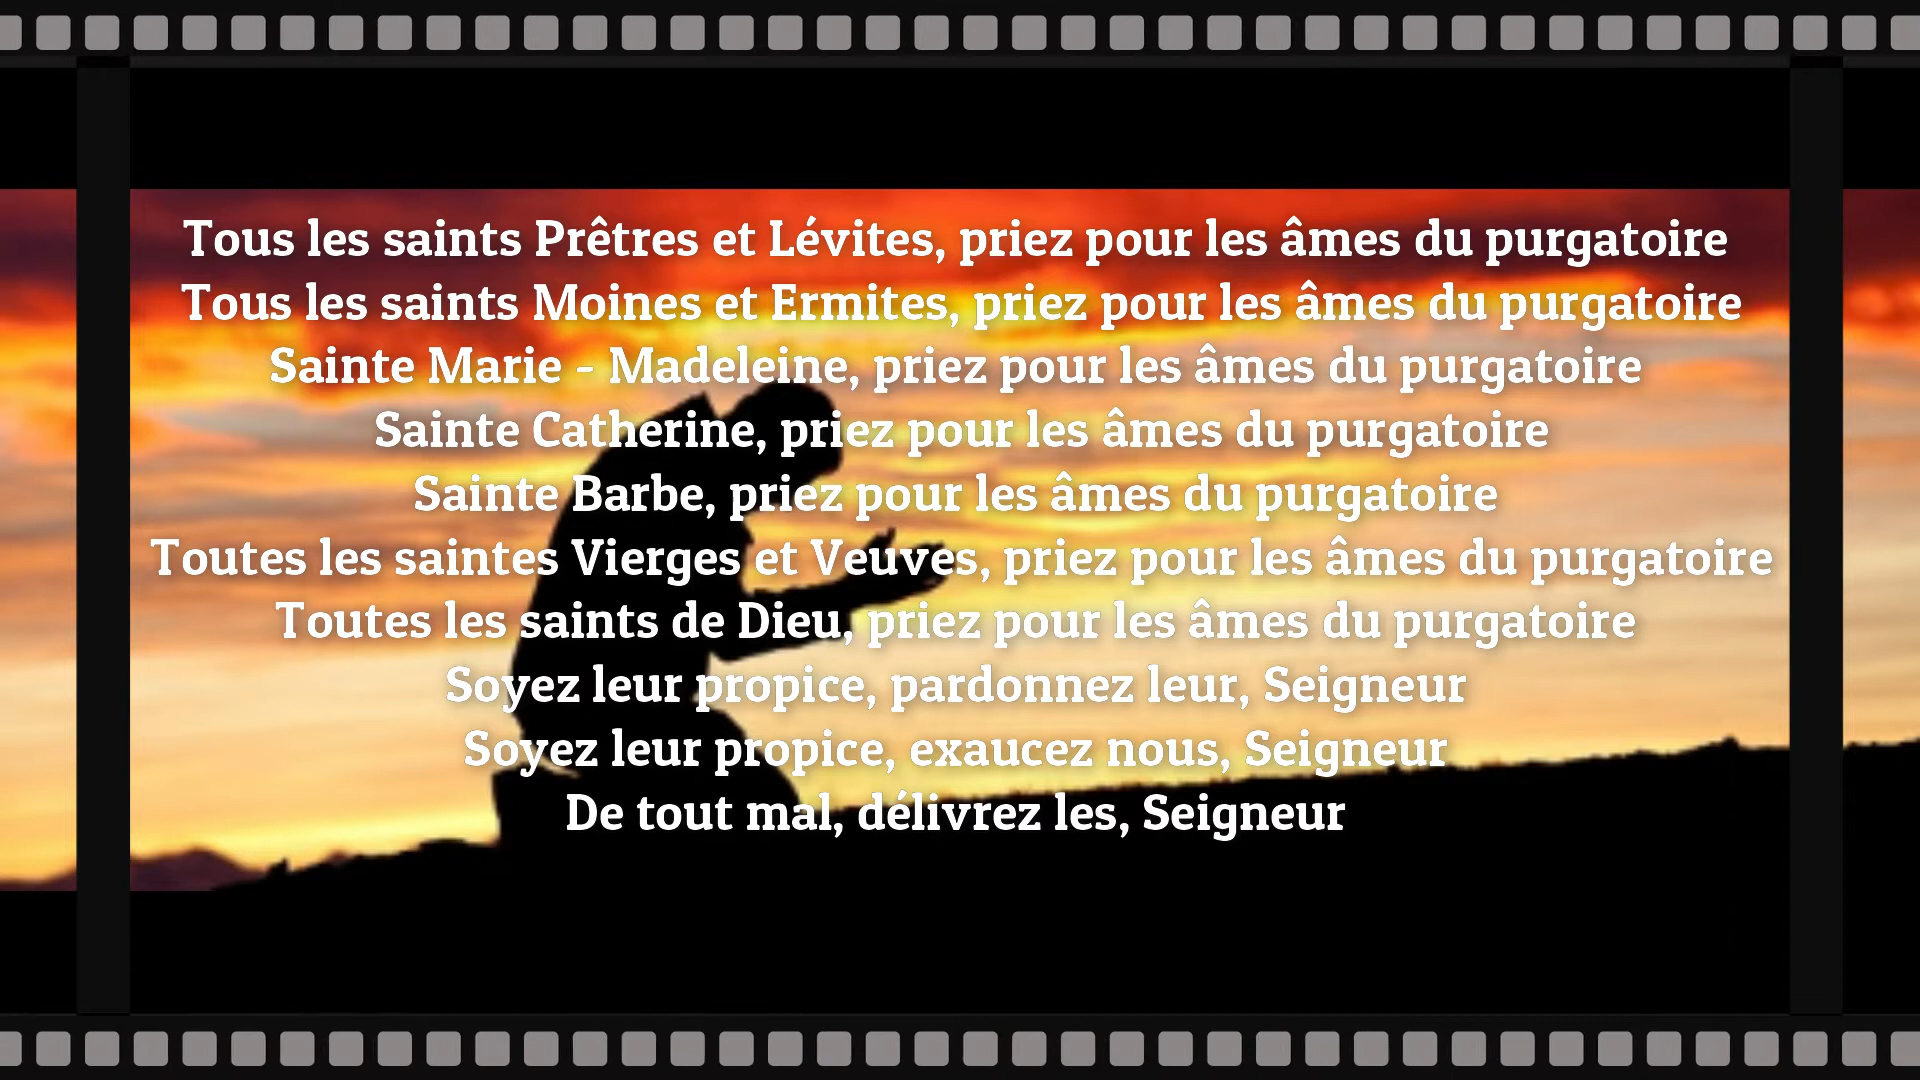 Tous les saints Prêtres et Lévites, priez pour les âmes du purgatoire
Tous les saints Moines et Ermites, priez pour les âmes du purgatoire
Sainte Marie - Madeleine, priez pour les âmes du purgatoire
Sainte Catherine, priez pour les âmes du purgatoire
Sainte Barbe, priez pour les âmes du purgatoire
Toutes les saintes Vierges et Veuves, priez pour les âmes du purgatoire
Toutes les saints de Dieu, priez pour les âmes du purgatoire
Soyez leur propice, pardonnez leur, Seigneur
Soyez leur propice, exaucez nous, Seigneur
De tout mal, délivrez les, Seigneur